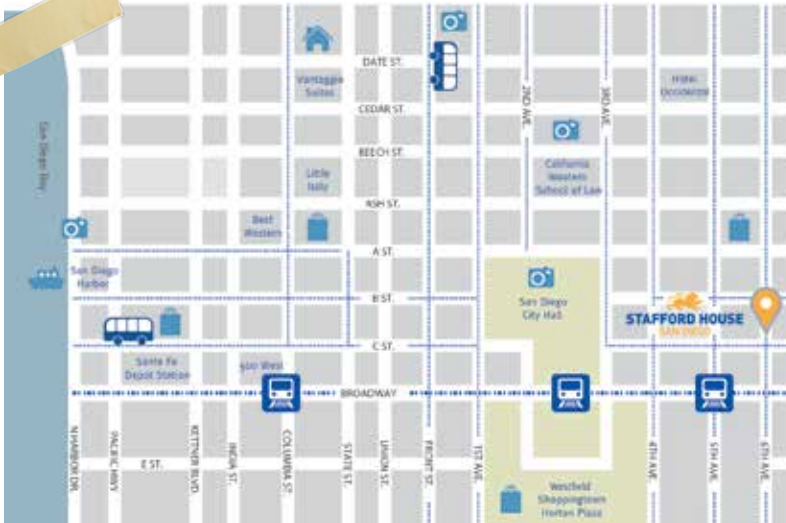 DATE ST.
Vantaggio
Suites
CEDAR ST.
2ND AVE.
3RD AVE.
Hotel
Occidental
BEECH ST.
San Diego Bay
Little
Italy
California
Western
School of Law
ASH ST.
Best
Western
A ST.
San Diego
Harbor
B ST.
San Diego
City Hall
STAFFORD HOUSE
SAN DIEGO
C ST.
Santa Fe
Depot Station
500 West
BROADWAY
N HARBOR DR.
PACIFIC HWY
KETTNER BLVD
INDIA ST.
COLUMBIA ST.
STATE ST.
UNION ST.
FRONT ST.
1ST AVE.
4TH AVE.
5TH AVE.
6TH AVE.
E ST.
Westfield
Shoppingtown
Horton Plaza